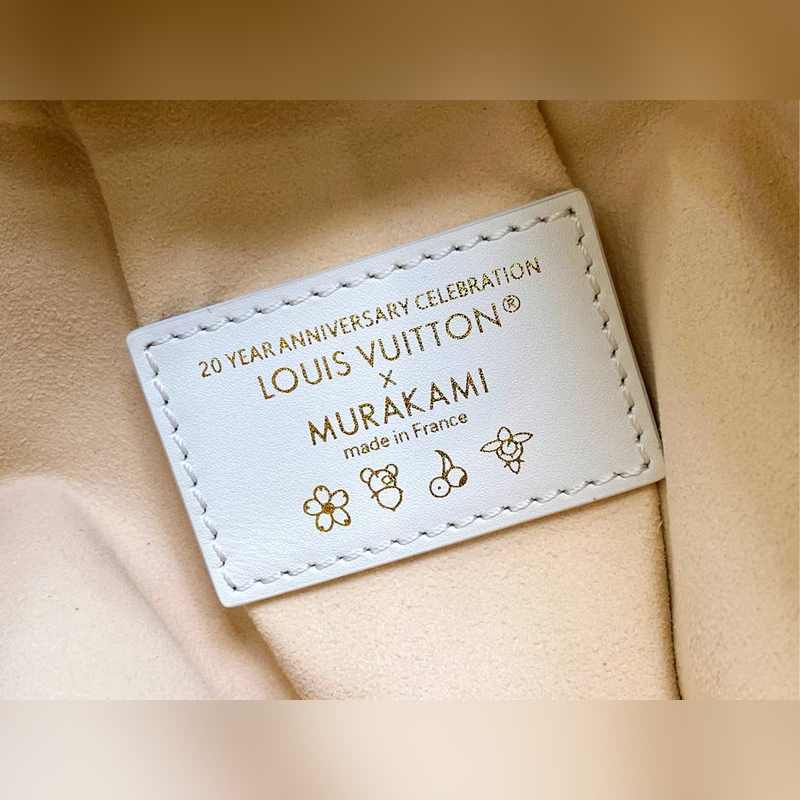 20 YEAR ANNIVERSARY CELEBRATION
LOUIS VUITTON®
x
MURAKAMI
made in France